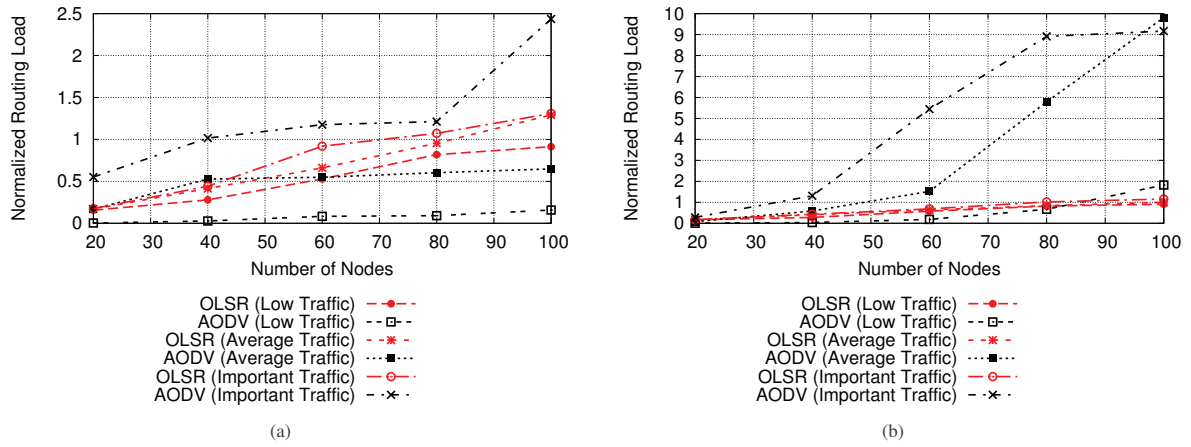 Normalized Routing Load
2.5
2
1.5
1
0.5
0
20 30 40 50 60 70 80 90 100
Number of Nodes
OLSR (Low Traffic)
AODV (Low Traffic)
OLSR (Average Traffic)
AODV (Average Traffic)
OLSR (Important Traffic)
AODV (Important Traffic)
(a)
Normalized Routing Load
10
9
8
7
6
5
4
3
2
1
0
20 30 40 50 60 70 80 90 100
Number of Nodes
OLSR (Low Traffic)
AODV (Low Traffic)
OLSR (Average Traffic)
AODV (Average Traffic)
OLSR (Important Traffic)
AODV (Important Traffic)
(b)